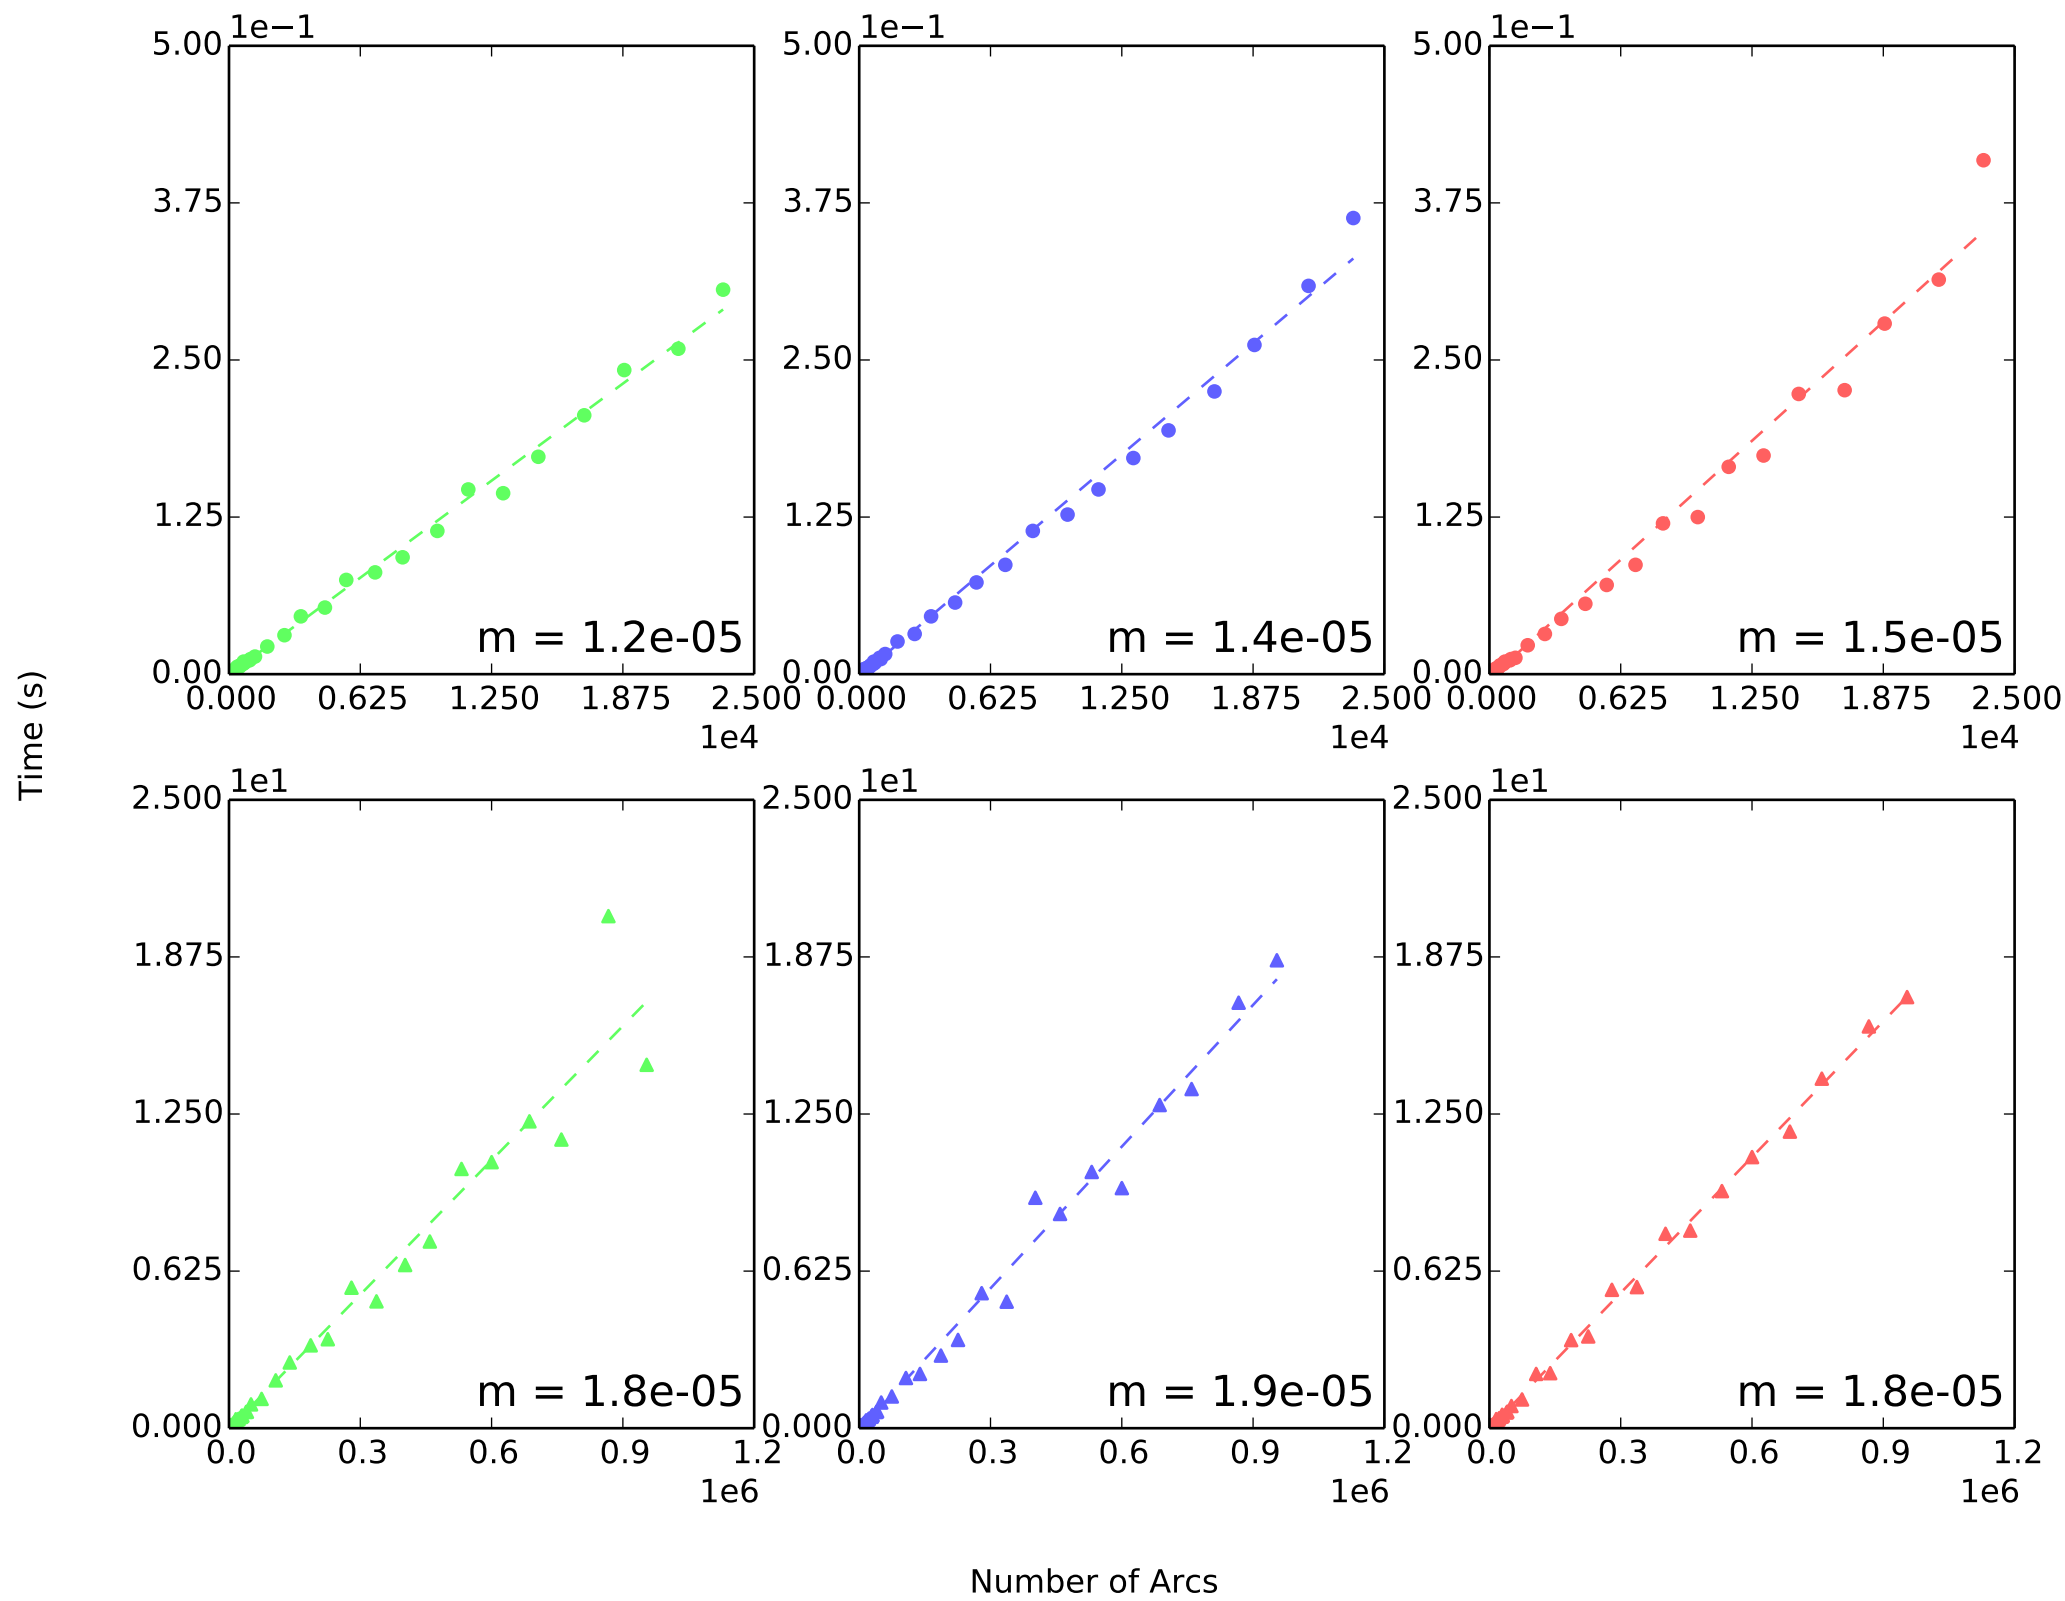 1e−1 1e−1 1e−1
5.00 5.00 5.00
3.75 3.75 3.75
2.50 2.50 2.50
1.25 1.25 1.25
m = 1.2e-05 m = 1.4e-05 m = 1.5e-05
0.00 0.00 0.00
0.000 0.625 1.250 1.875 2.500 0.000 0.625 1.250 1.875 2.500 0.000 0.625 1.250 1.875 2.500
1e4 1e4 1e4
Time (s)
1e1 1e1 1e1
2.500 2.500 2.500
1.875 1.875 1.875
1.250 1.250 1.250
0.625 0.625 0.625
m = 1.8e-05 m = 1.9e-05 m = 1.8e-05
0.000 0.000 0.000
0.0 0.3 0.6 0.9 1.2 0.0 0.3 0.6 0.9 1.2 0.0 0.3 0.6 0.9 1.2
1e6 1e6 1e6
Number of Arcs